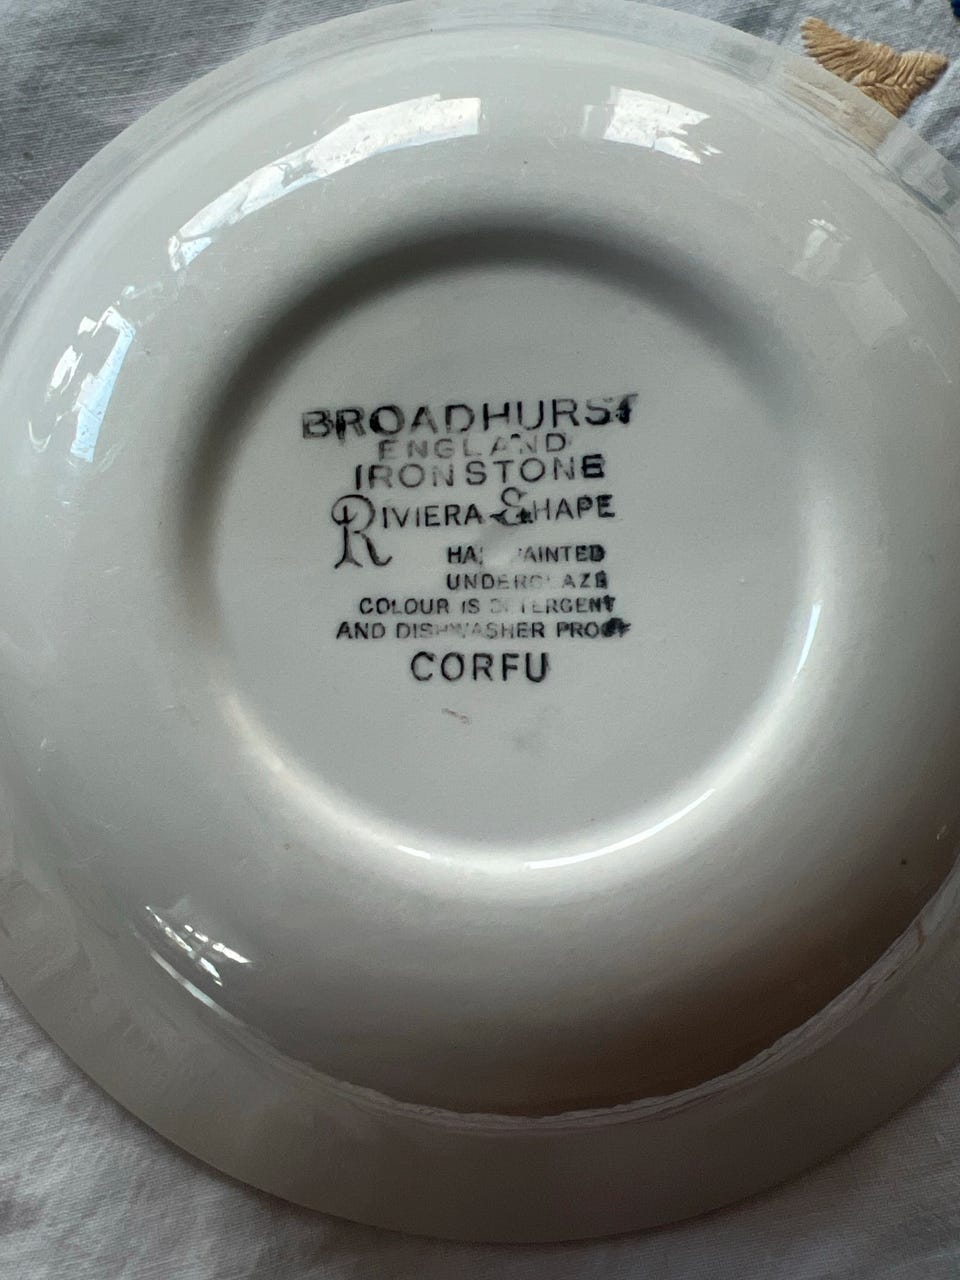 BROADHURST
ENGLAND
IRONSTONE
RIVIERA SHAPE
HAND PAINTED
UNDERGLAZE
COLOUR IS DETERGENT
AND DISHWASHER PROOF
CORFU